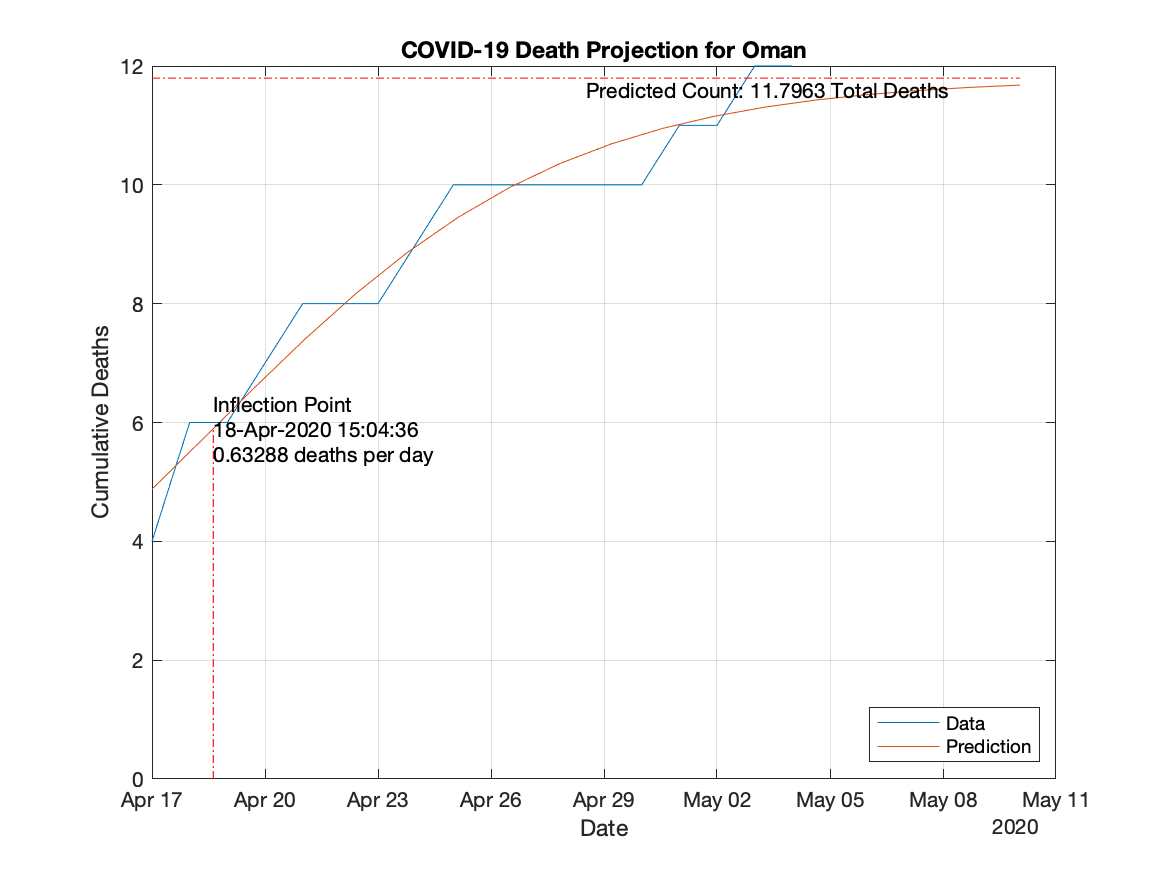 COVID-19 Death Projection for Oman
12
Predicted Count: 11.7963 Total Deaths
10
8
6
Inflection Point
18-Apr-2020 15:04:36
0.63288 deaths per day
4
2
0
Cumulative Deaths
Data
Prediction
Apr 17 Apr 20 Apr 23 Apr 26 Apr 29 May 02 May 05 May 08 May 11
Date
2020